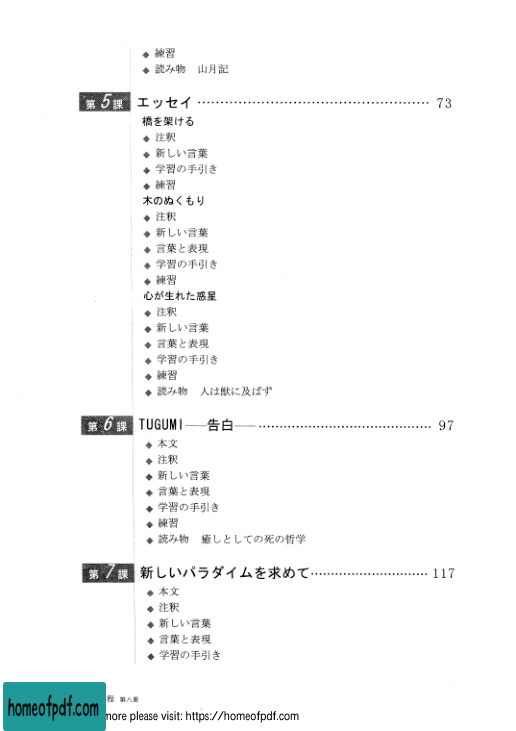 ◆ 練習
◆ 読み物 山月記
第5課 エッセイ …………………………………………… 73
橋を架ける
◆ 注釈
◆ 新しい言葉
◆ 学習の手引き
◆ 練習
木のぬくもり
◆ 注釈
◆ 新しい言葉
◆ 言葉と表現
◆ 学習の手引き
◆ 練習
心が生れた惑星
◆ 注釈
◆ 新しい言葉
◆ 言葉と表現
◆ 学習の手引き
◆ 練習
◆ 読み物 人は獣に及ばず
第6課 TUGUMI——告白—— ………………………………… 97
◆ 本文
◆ 注釈
◆ 新しい言葉
◆ 言葉と表現
◆ 学習の手引き
◆ 練習
◆ 読み物 癒しとしての死の哲学
第7課 新しいパラダイムを求めて ……………………… 117
◆ 本文
◆ 注釈
◆ 新しい言葉
◆ 言葉と表現
◆ 学習の手引き
程 第八册
homeofpdf.com
more please visit: https://homeofpdf.com